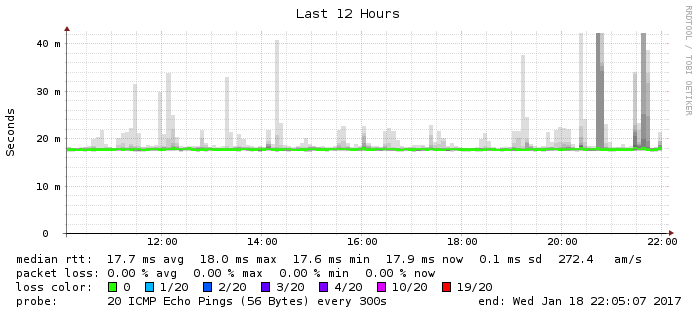 Last 12 Hours
RRDTOOL / TOBI OETIKER
Seconds
40 m
30 m
20 m
10 m
0
12:00 14:00 16:00 18:00 20:00 22:00
median rtt: 17.7 ms avg 18.0 ms max 17.6 ms min 17.9 ms now 0.1 ms sd 272.4 am/s
packet loss: 0.00 % avg 0.00 % max 0.00 % min 0.00 % now
loss color: 0 1/20 2/20 3/20 4/20 10/20 19/20
probe: 20 ICMP Echo Pings (56 Bytes) every 300s end: Wed Jan 18 22:05:07 2017